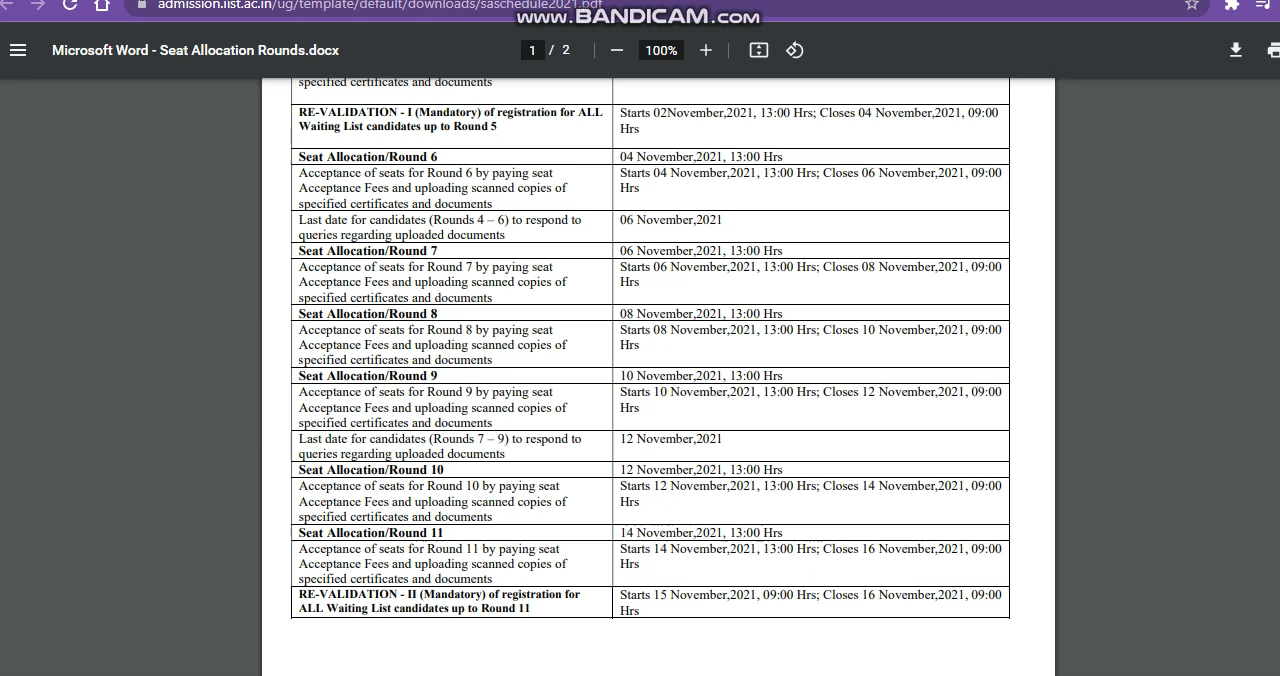 admission.iist.ac.in/ug/template/default/downloads/saschedule2021.pdf
www.BANDICAM.com
Microsoft Word - Seat Allocation Rounds.docx
1 / 2
100%
specified certificates and documents
RE-VALIDATION - I (Mandatory) of registration for ALL
Waiting List candidates up to Round 5
Starts 02November,2021, 13:00 Hrs; Closes 04 November,2021, 09:00
Hrs
Seat Allocation/Round 6
04 November,2021, 13:00 Hrs
Acceptance of seats for Round 6 by paying seat
Acceptance Fees and uploading scanned copies of
specified certificates and documents
Starts 04 November,2021, 13:00 Hrs; Closes 06 November,2021, 09:00
Hrs
Last date for candidates (Rounds 4 – 6) to respond to
queries regarding uploaded documents
06 November,2021
Seat Allocation/Round 7
06 November,2021, 13:00 Hrs
Acceptance of seats for Round 7 by paying seat
Acceptance Fees and uploading scanned copies of
specified certificates and documents
Starts 06 November,2021, 13:00 Hrs; Closes 08 November,2021, 09:00
Hrs
Seat Allocation/Round 8
08 November,2021, 13:00 Hrs
Acceptance of seats for Round 8 by paying seat
Acceptance Fees and uploading scanned copies of
specified certificates and documents
Starts 08 November,2021, 13:00 Hrs; Closes 10 November,2021, 09:00
Hrs
Seat Allocation/Round 9
10 November,2021, 13:00 Hrs
Acceptance of seats for Round 9 by paying seat
Acceptance Fees and uploading scanned copies of
specified certificates and documents
Starts 10 November,2021, 13:00 Hrs; Closes 12 November,2021, 09:00
Hrs
Last date for candidates (Rounds 7 – 9) to respond to
queries regarding uploaded documents
12 November,2021
Seat Allocation/Round 10
12 November,2021, 13:00 Hrs
Acceptance of seats for Round 10 by paying seat
Acceptance Fees and uploading scanned copies of
specified certificates and documents
Starts 12 November,2021, 13:00 Hrs; Closes 14 November,2021, 09:00
Hrs
Seat Allocation/Round 11
14 November,2021, 13:00 Hrs
Acceptance of seats for Round 11 by paying seat
Acceptance Fees and uploading scanned copies of
specified certificates and documents
Starts 14 November,2021, 13:00 Hrs; Closes 16 November,2021, 09:00
Hrs
RE-VALIDATION - II (Mandatory) of registration for
ALL Waiting List candidates up to Round 11
Starts 15 November,2021, 09:00 Hrs; Closes 16 November,2021, 09:00
Hrs